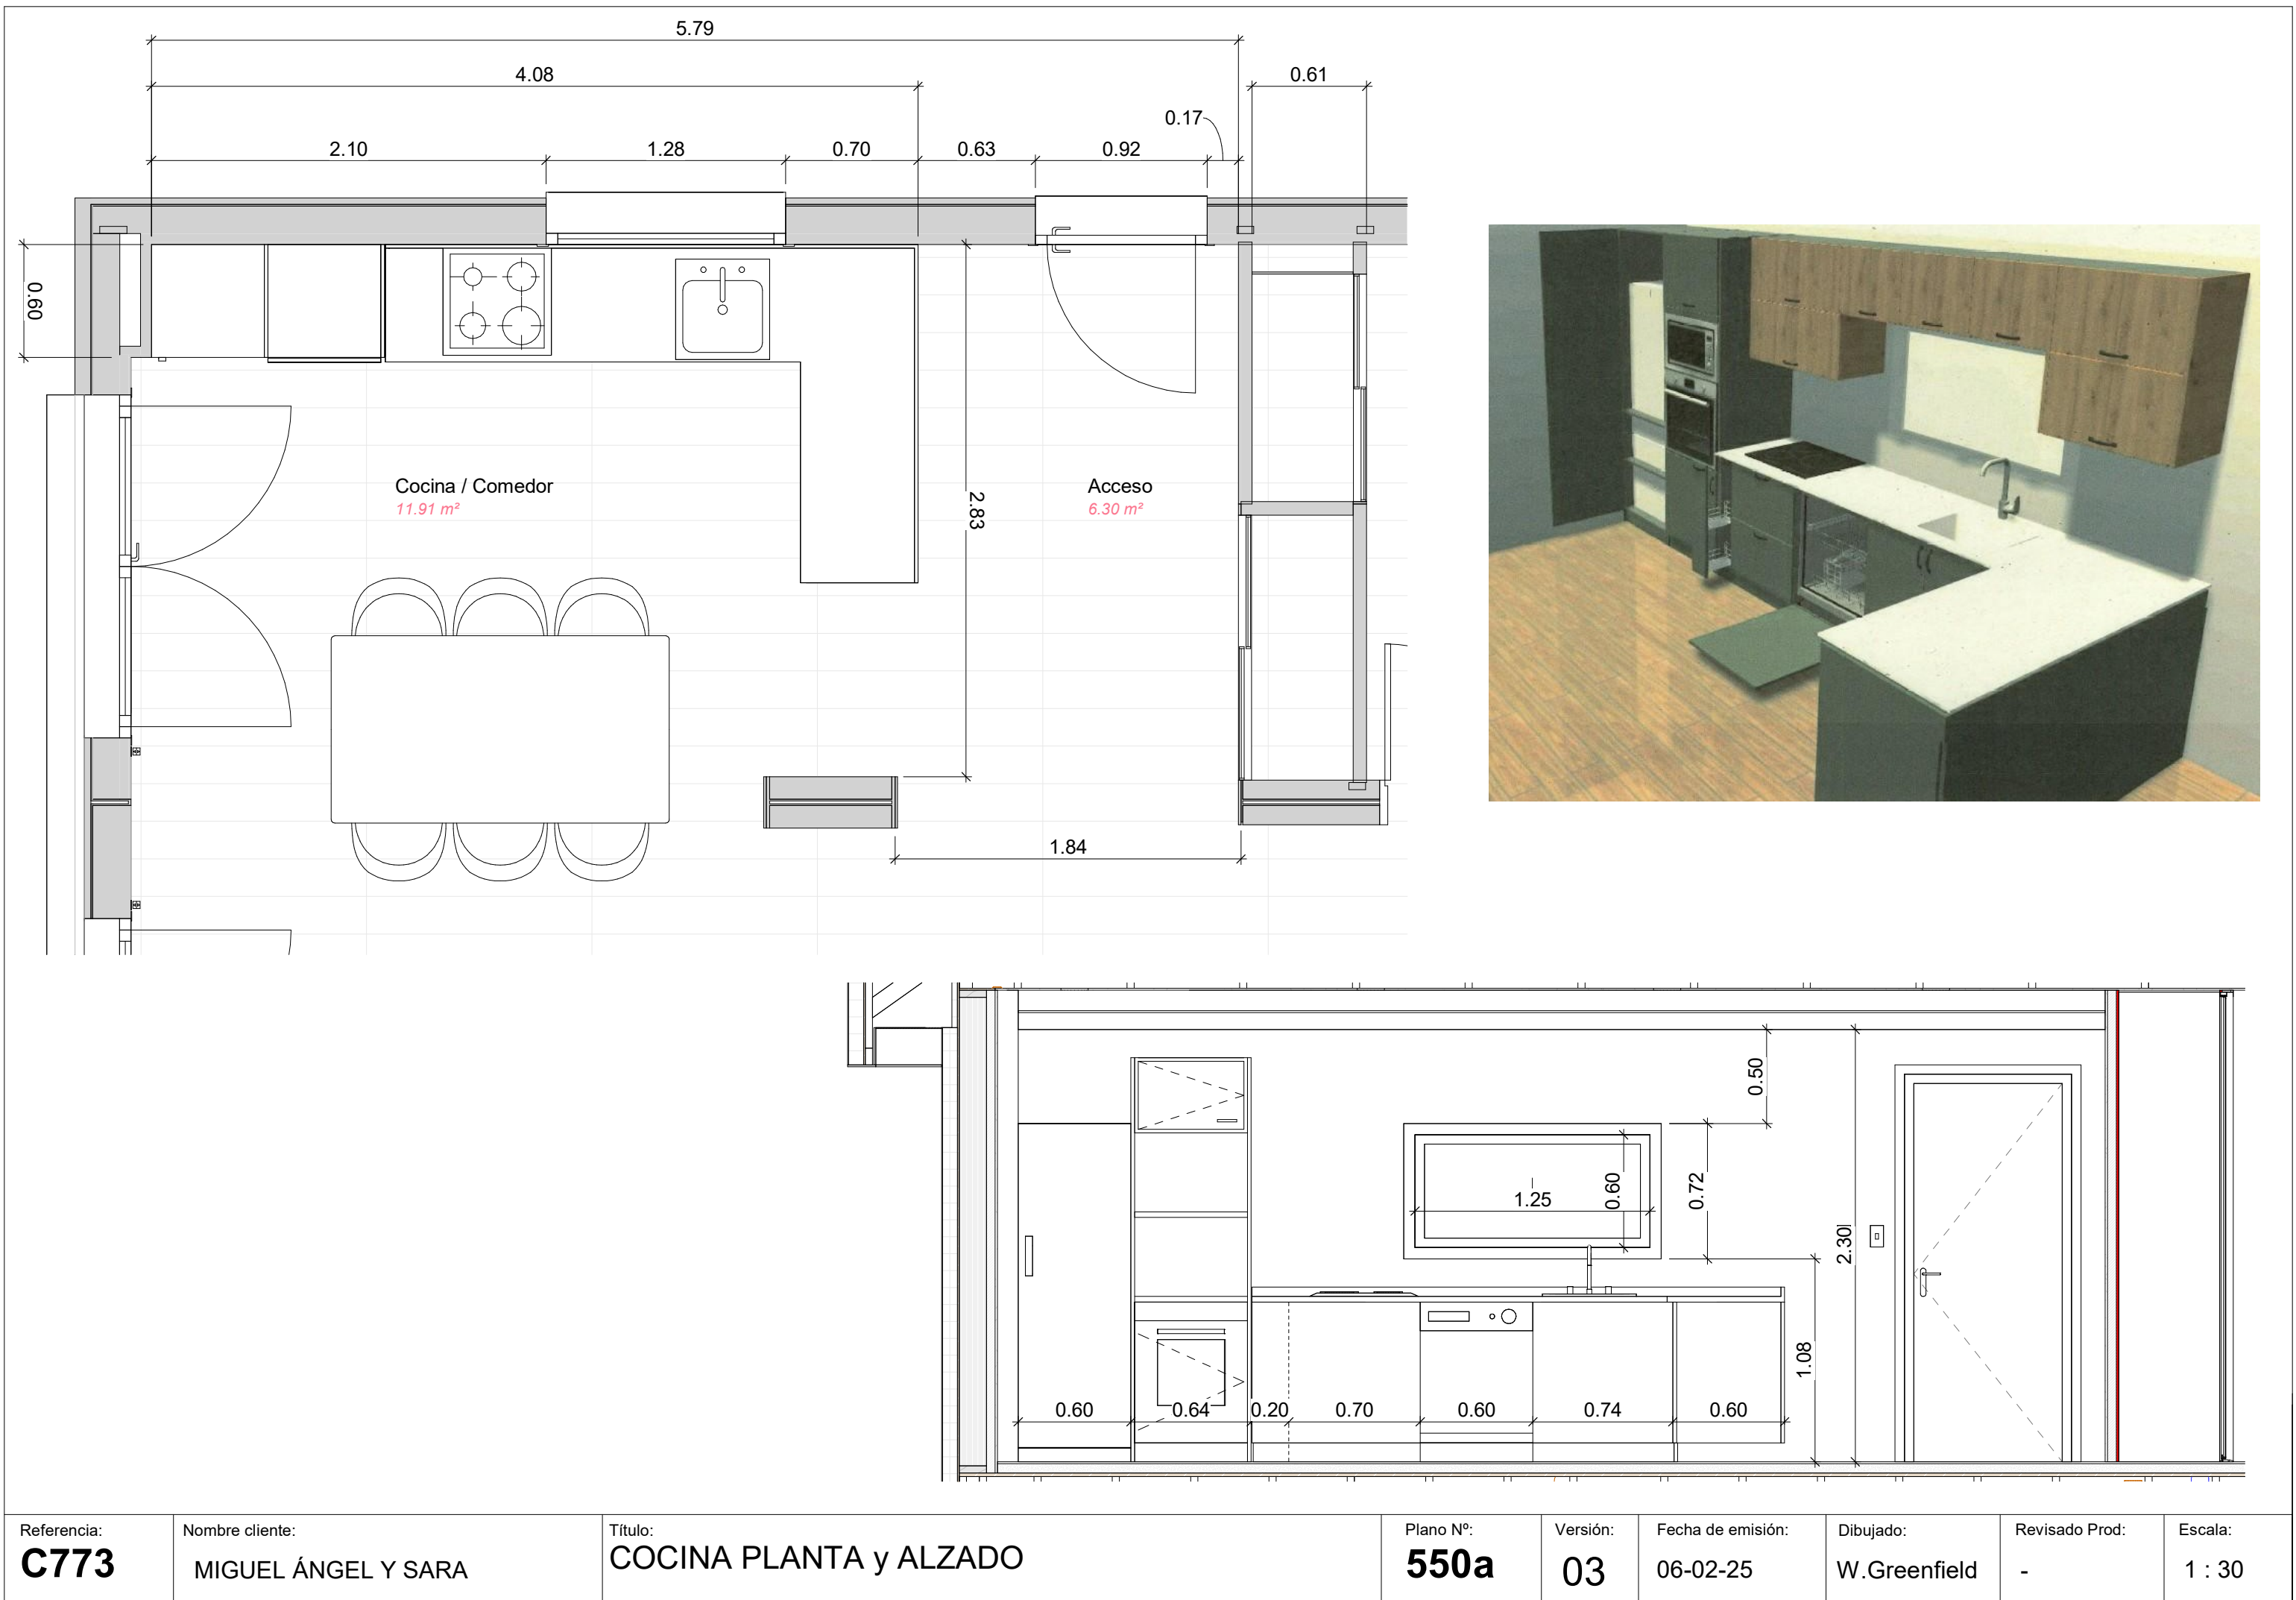 5.79
4.08
0.61
0.17
2.10
1.28
0.70
0.63
0.92
0.60
Cocina / Comedor
11.91 m²
Acceso
6.30 m²
2.83
1.84
0.50
0.60
0.72
1.25
2.30
1.08
0.60
0.64
0.20
0.70
0.60
0.74
0.60
Referencia:
C773
Nombre cliente:
MIGUEL ÁNGEL Y SARA
Título:
COCINA PLANTA y ALZADO
Plano Nº:
550a
Versión:
03
Fecha de emisión:
06-02-25
Dibujado:
W.Greenfield
Revisado Prod:
-
Escala:
1 : 30